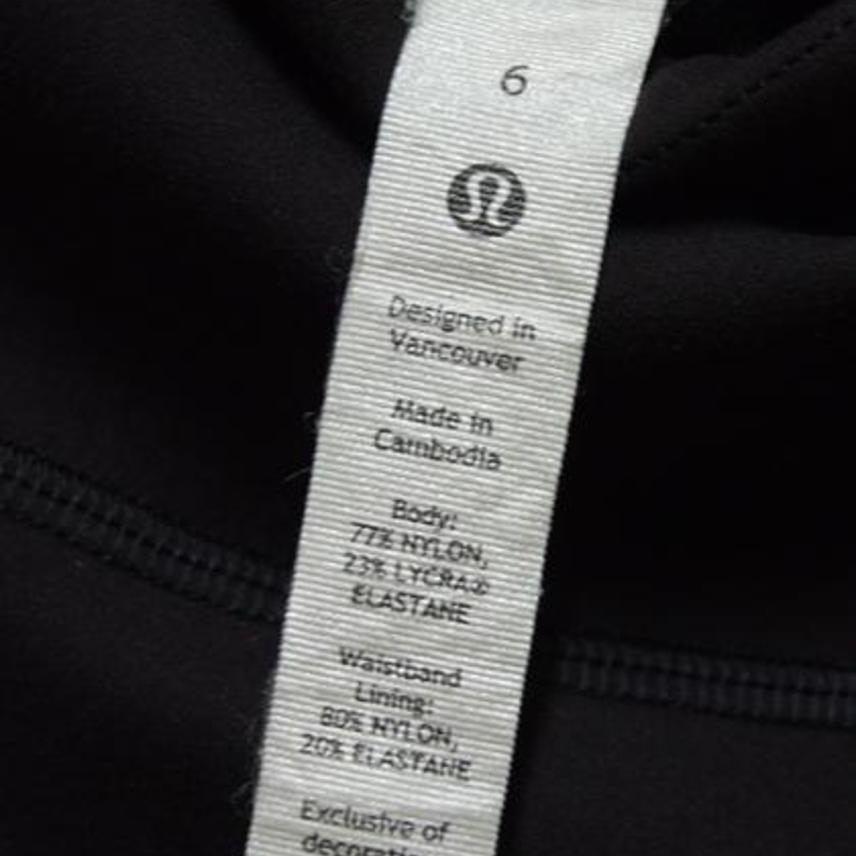 6
Designed in
Vancouver
Made in
Cambodia
Body:
77% NYLON,
23% LYCRA®
ELASTANE
Waistband
Lining:
80% NYLON,
20% ELASTANE
Exclusive of